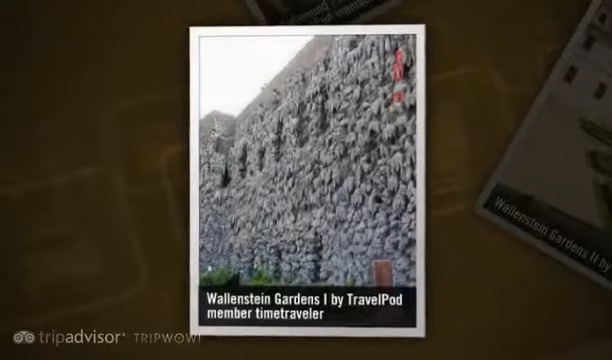 Wallenstein Gardens I by TravelPod
member timetraveler
Wallenstein Gardens II by
tripadvisor TRIPWOW!